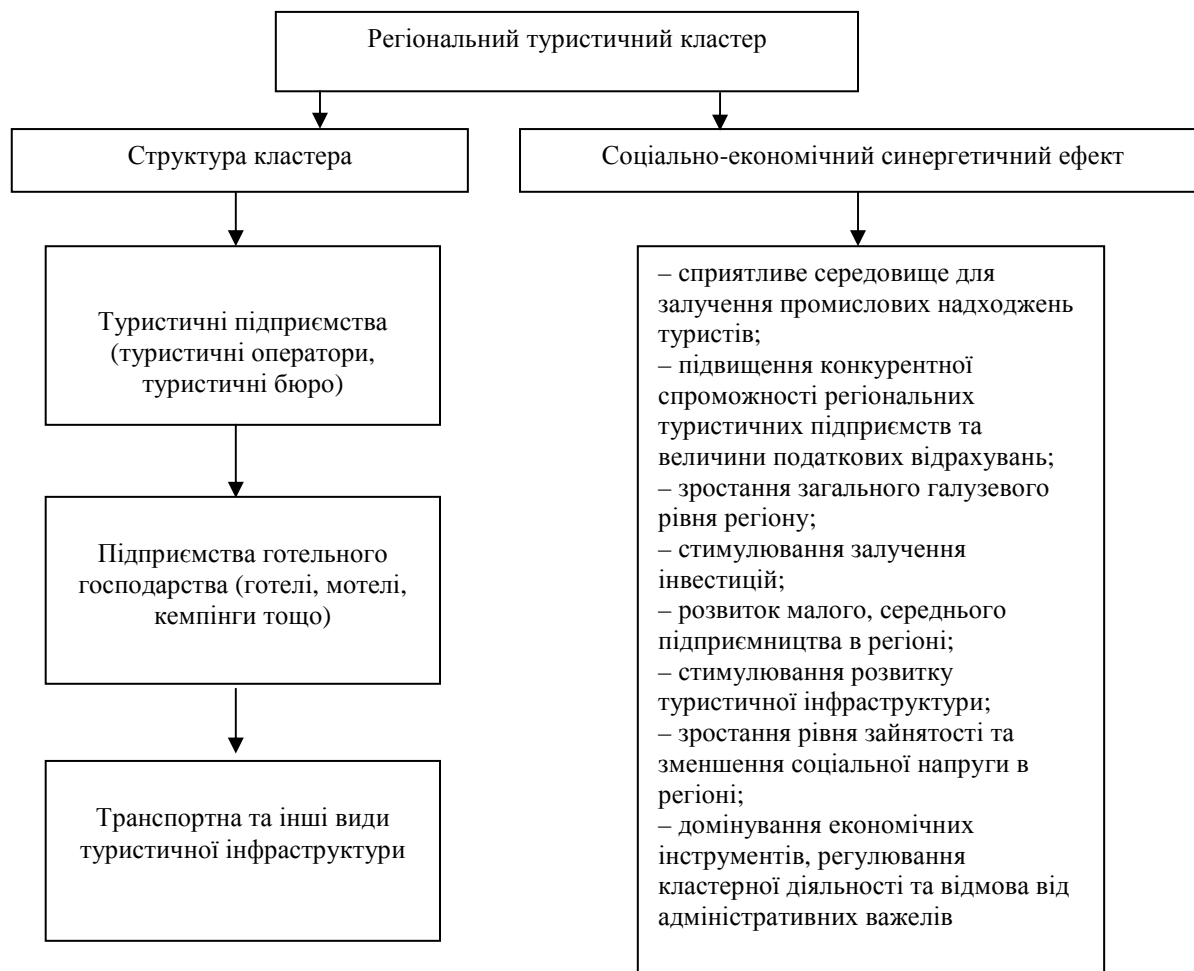 Регіональний туристичний кластер
Структура кластера
Соціально-економічний синергетичний ефект
Туристичні підприємства
(туристичні оператори,
туристичні бюро)
Підприємства готельного
господарства (готелі, мотелі,
кемпінги тощо)
Транспортна та інші види
туристичної інфраструктури
– сприятливе середовище для
залучення промислових надходжень
туристів;
– підвищення конкурентної
спроможності регіональних
туристичних підприємств та
величини податкових відрахувань;
– зростання загального галузевого
рівня регіону;
– стимулювання залучення
інвестицій;
– розвиток малого, середнього
підприємництва в регіоні;
– стимулювання розвитку
туристичної інфраструктури;
– зростання рівня зайнятості та
зменшення соціальної напруги в
регіоні;
– домінування економічних
інструментів, регулювання
кластерної діяльності та відмова від
адміністративних важелів